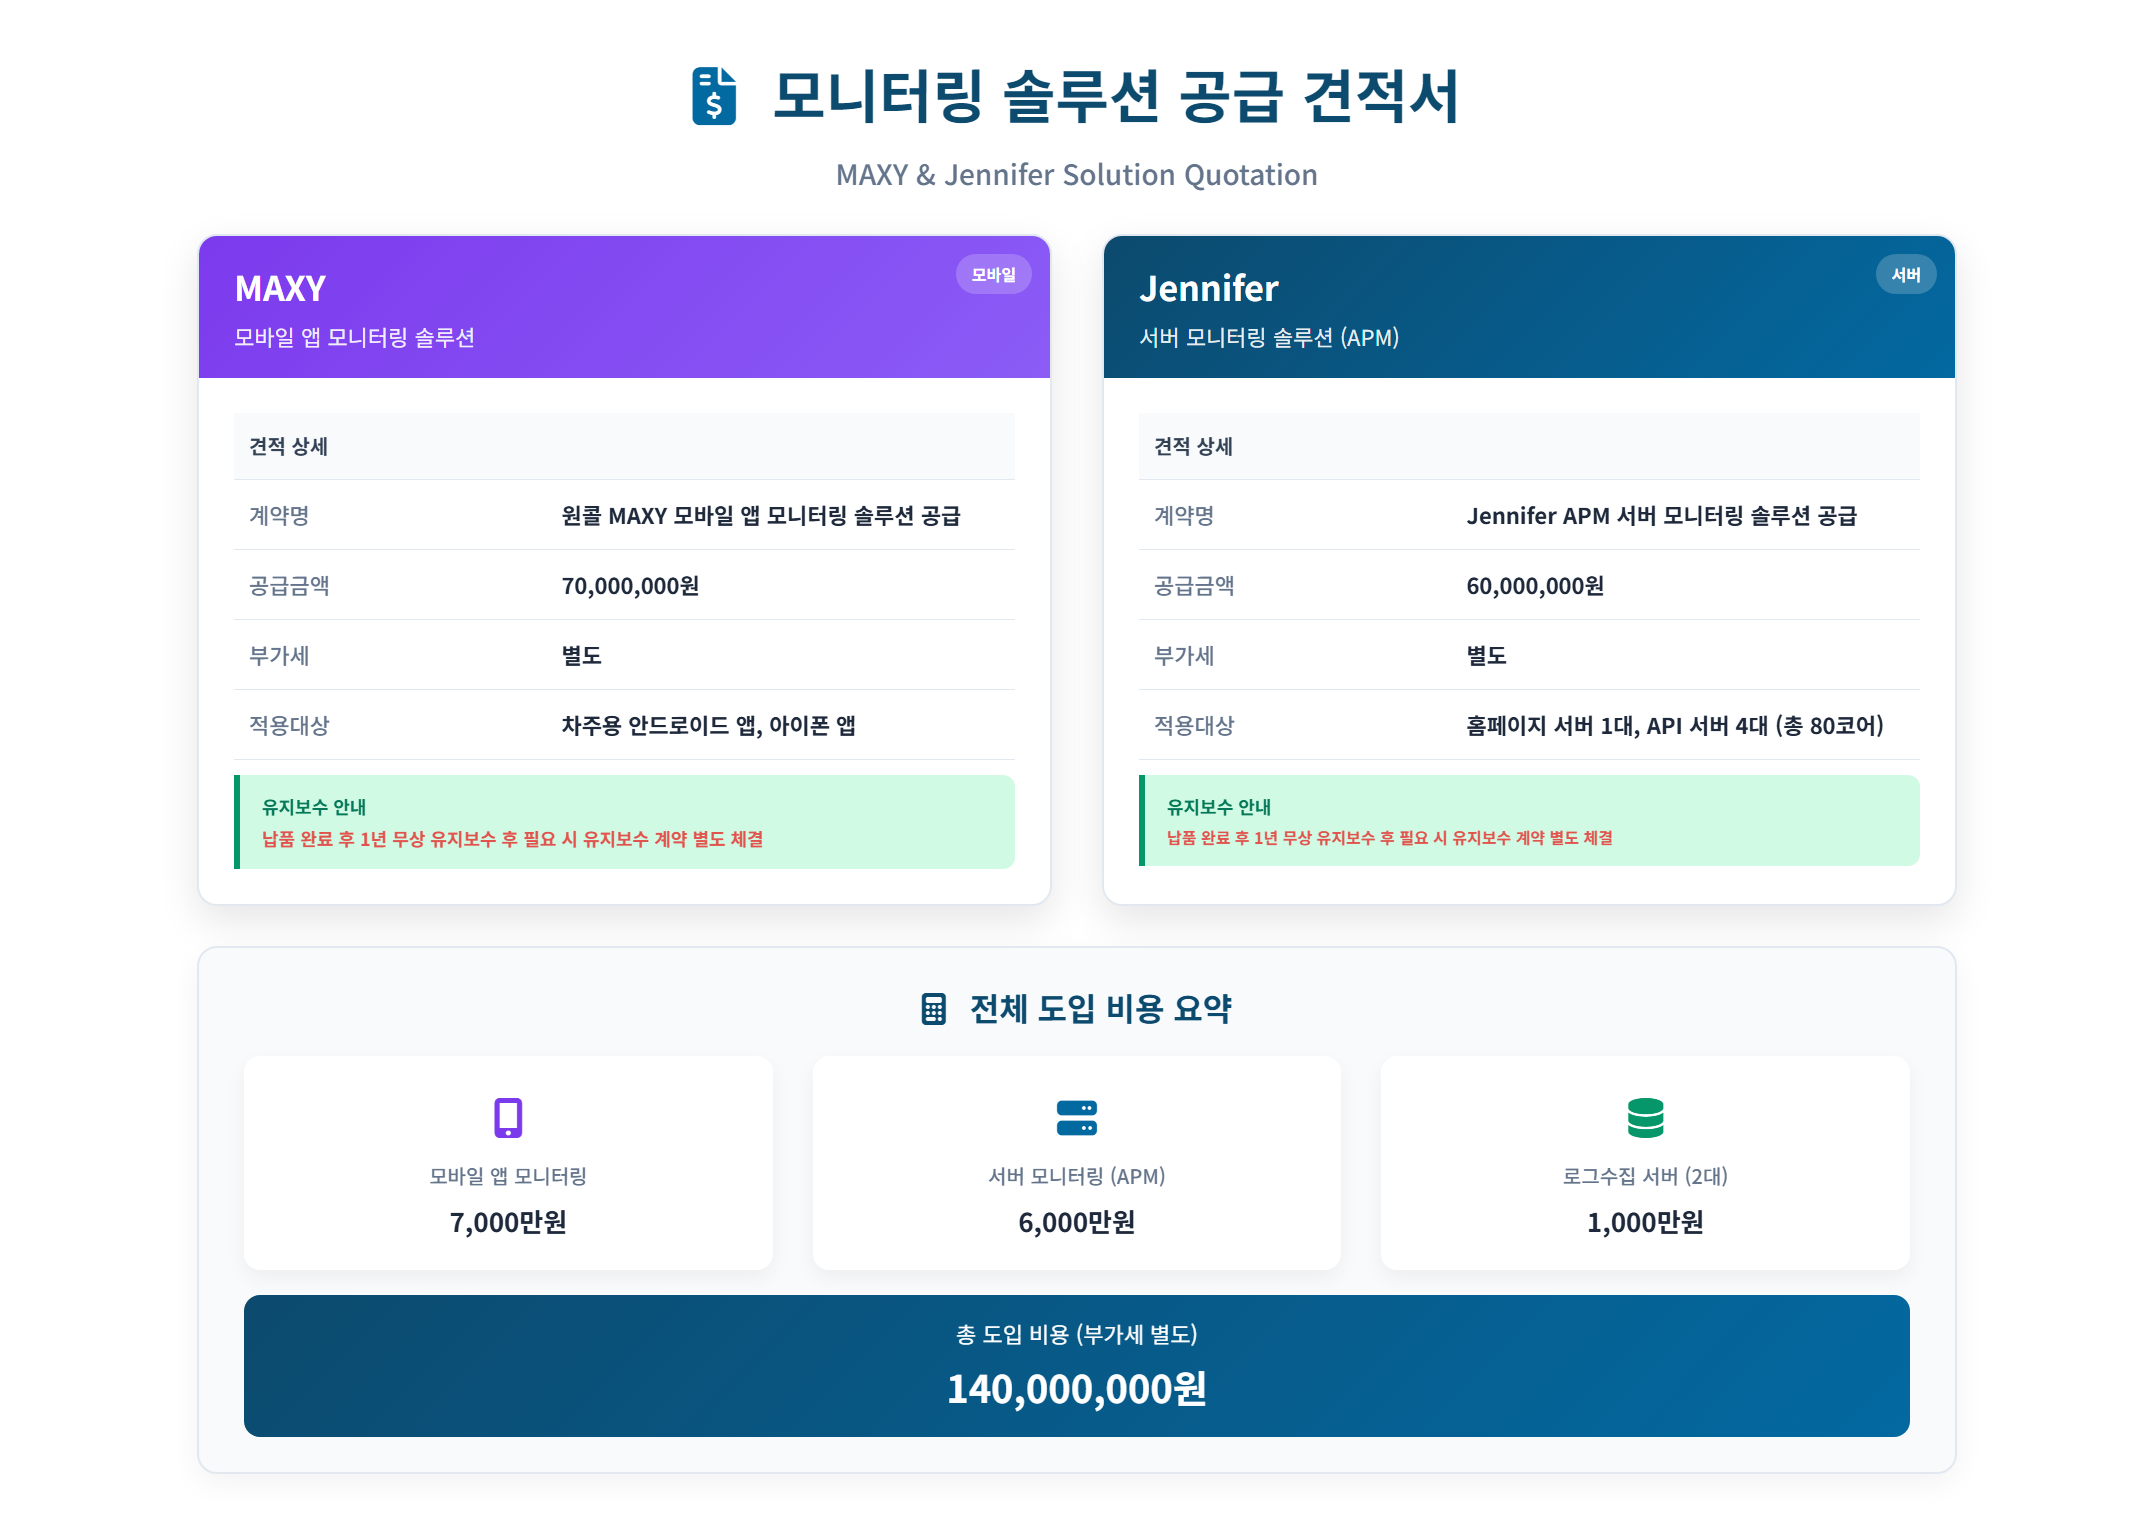 모니터링 솔루션 공급 견적서
MAXY & Jennifer Solution Quotation
MAXY
모바일
모바일 앱 모니터링 솔루션
견적 상세
계약명 원콜 MAXY 모바일 앱 모니터링 솔루션 공급
공급금액 70,000,000원
부가세 별도
적용대상 차주용 안드로이드 앱, 아이폰 앱
유지보수 안내
납품 완료 후 1년 무상 유지보수 후 필요 시 유지보수 계약 별도 체결
Jennifer
서버
서버 모니터링 솔루션 (APM)
견적 상세
계약명 Jennifer APM 서버 모니터링 솔루션 공급
공급금액 60,000,000원
부가세 별도
적용대상 홈페이지 서버 1대, API 서버 4대 (총 80코어)
유지보수 안내
납품 완료 후 1년 무상 유지보수 후 필요 시 유지보수 계약 별도 체결
전체 도입 비용 요약
모바일 앱 모니터링
7,000만원
서버 모니터링 (APM)
6,000만원
로그수집 서버 (2대)
1,000만원
총 도입 비용 (부가세 별도)
140,000,000원